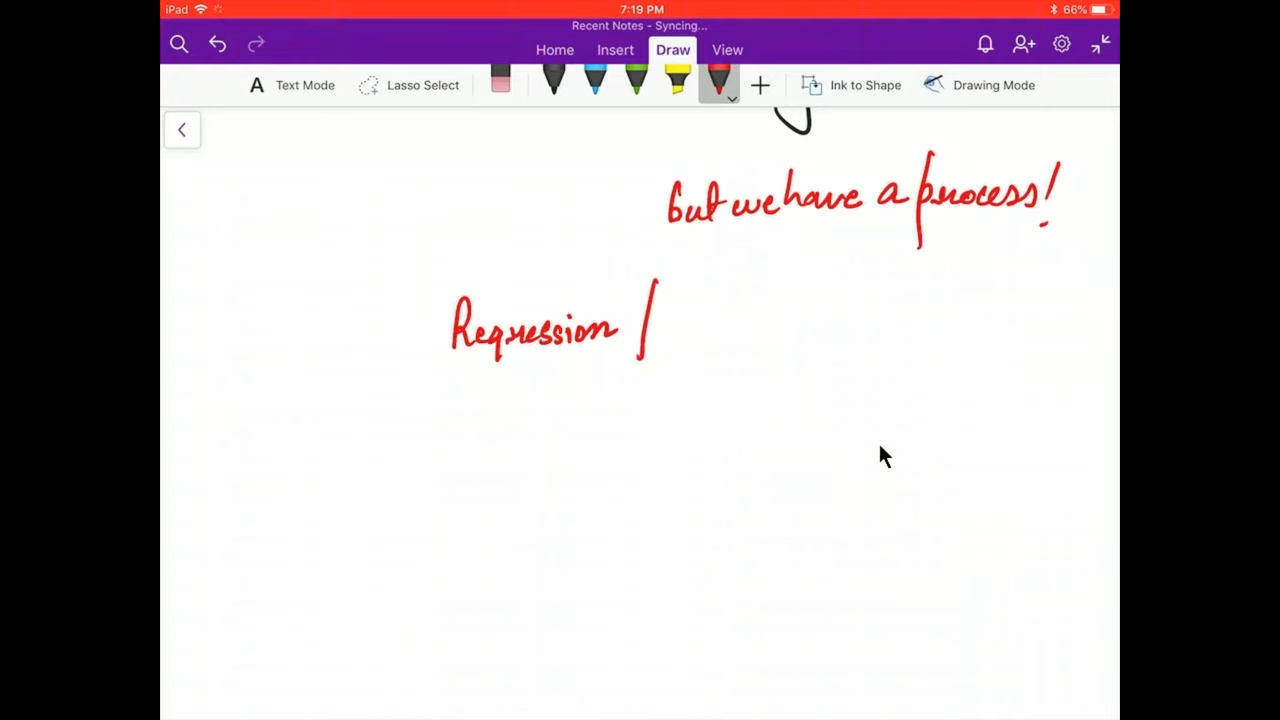 iPad 7:19 PM 66%
Recent Notes - Syncing...
Home Insert Draw View
A Text Mode Lasso Select Ink to Shape Drawing Mode
but we have a process!
Regression /